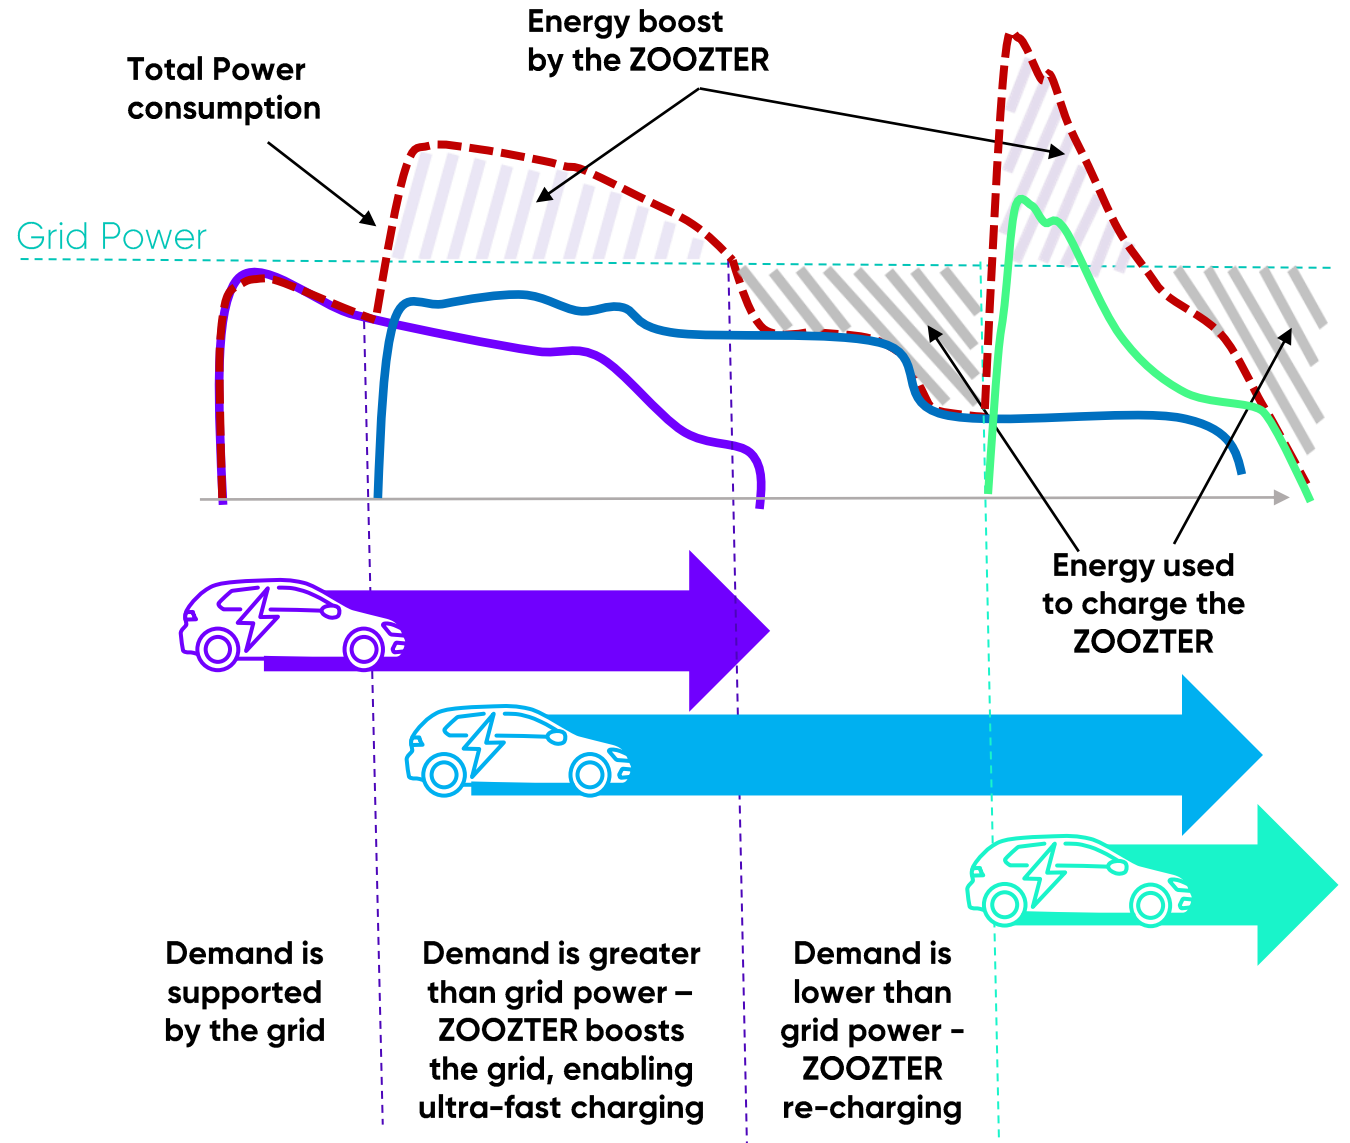 Energy boost
by the ZOOZTER
Total Power
consumption
Grid Power
Energy used
to charge the
ZOOZTER
Demand is
supported
by the grid
Demand is greater
than grid power –
ZOOZTER boosts
the grid, enabling
ultra-fast charging
Demand is
lower than
grid power -
ZOOZTER
re-charging